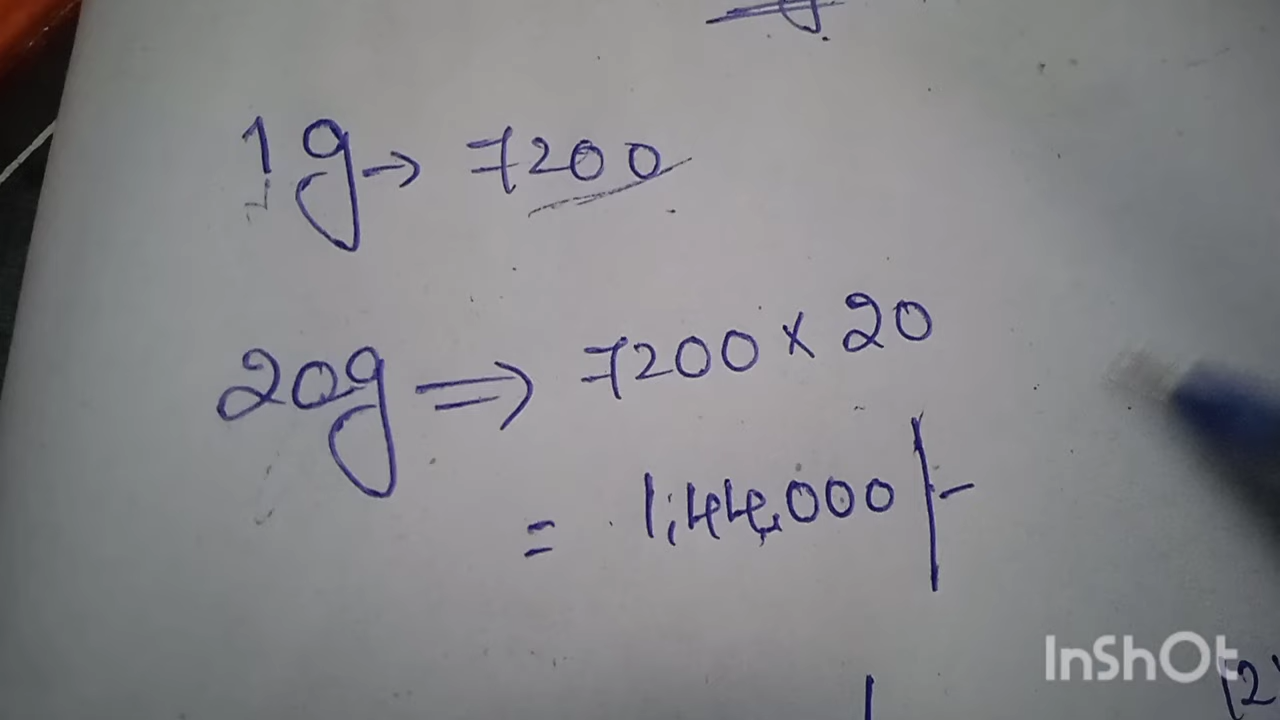 1g → 7200
20g ⇒ 7200 × 20
= 1,44,000/-
InShOt